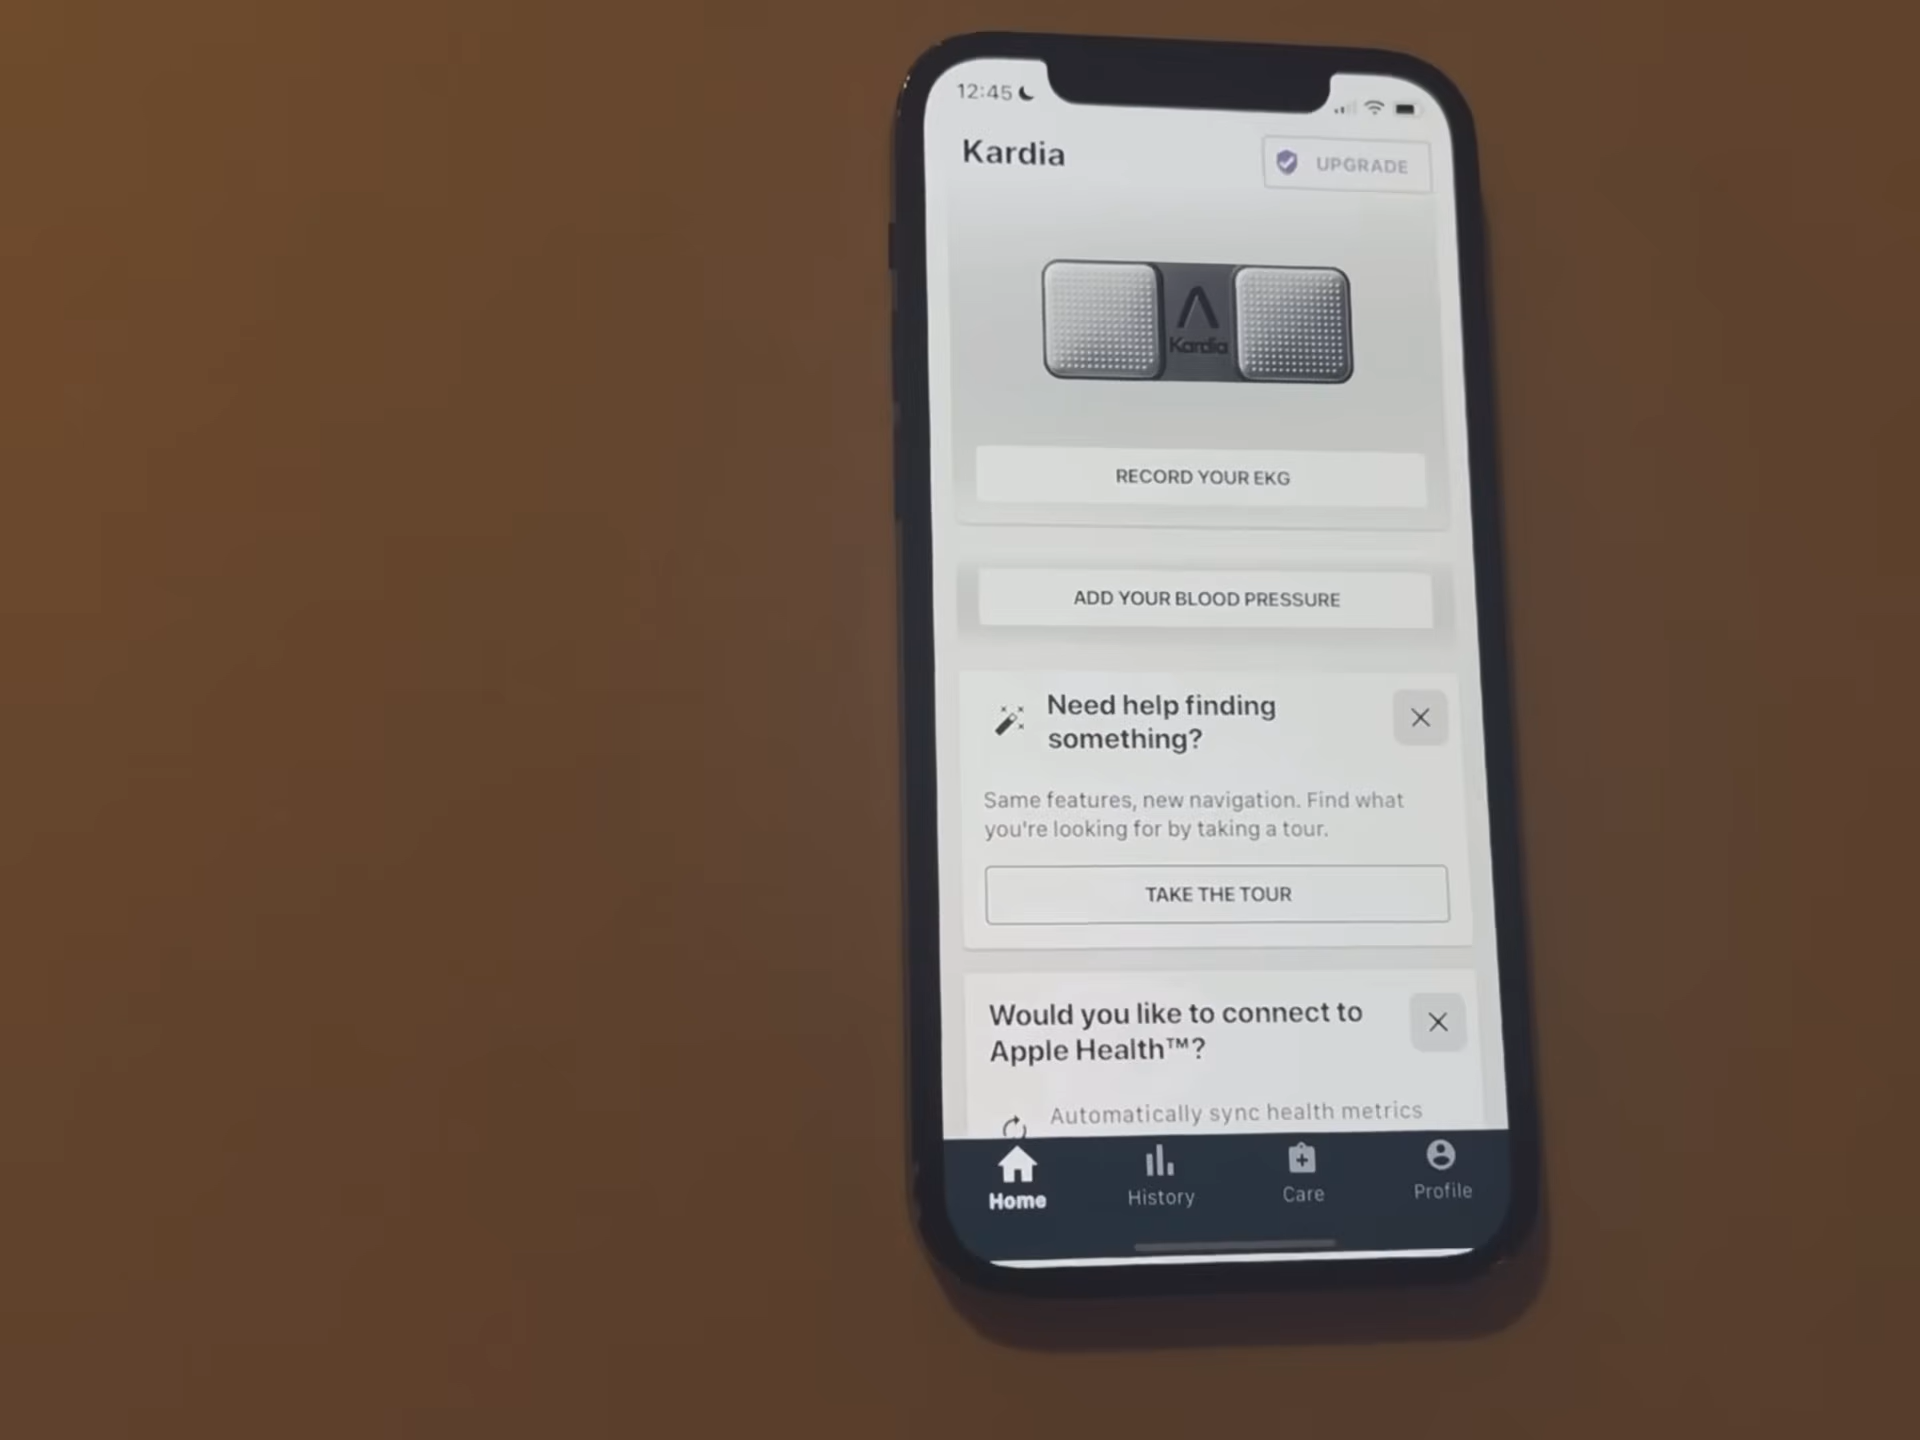 12:45
Kardia
UPGRADE
Kardia
RECORD YOUR EKG
ADD YOUR BLOOD PRESSURE
Need help finding
something?
Same features, new navigation. Find what
you're looking for by taking a tour.
TAKE THE TOUR
Would you like to connect to
Apple Health™?
Automatically sync health metrics
Home
History
Care
Profile